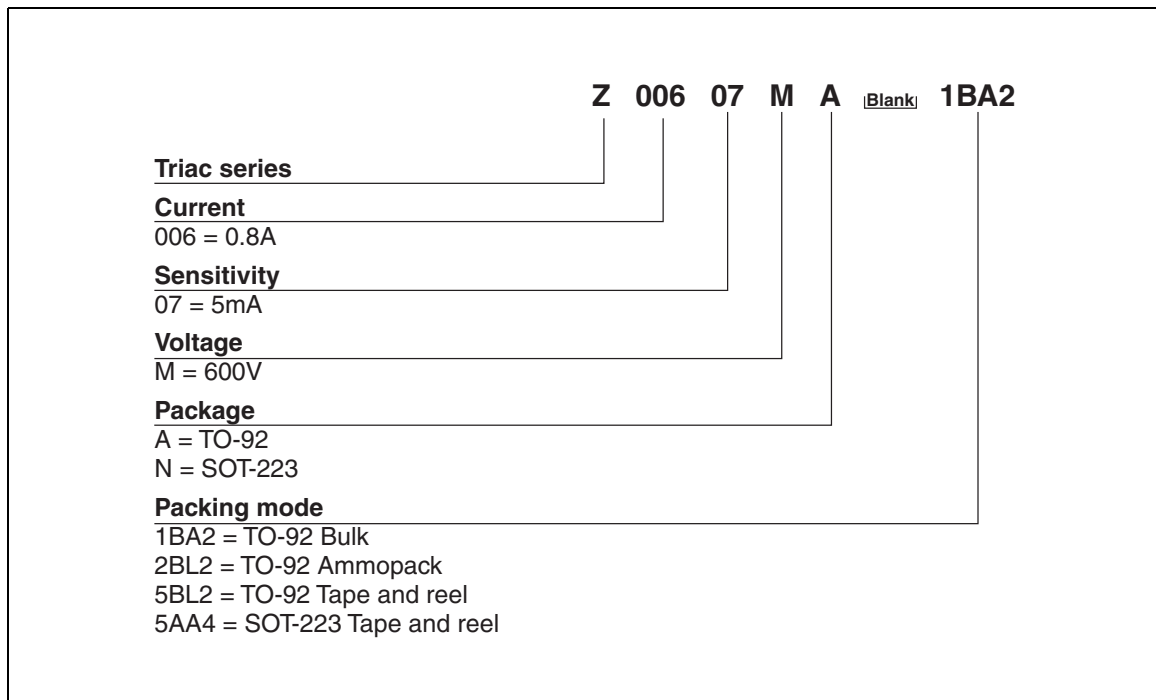 Z 006 07 M A Blank 1BA2
Triac series
Current
006 = 0.8A
Sensitivity
07 = 5mA
Voltage
M = 600V
Package
A = TO-92
N = SOT-223
Packing mode
1BA2 = TO-92 Bulk
2BL2 = TO-92 Ammopack
5BL2 = TO-92 Tape and reel
5AA4 = SOT-223 Tape and reel